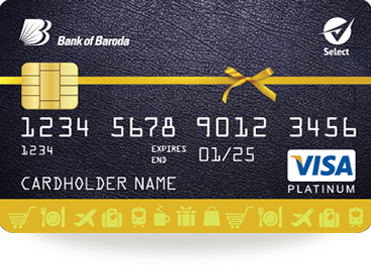 Bank of Baroda
Select
1234 5678 9012 3456
1234
EXPIRES
END
01/25
CARDHOLDER NAME
VISA
PLATINUM